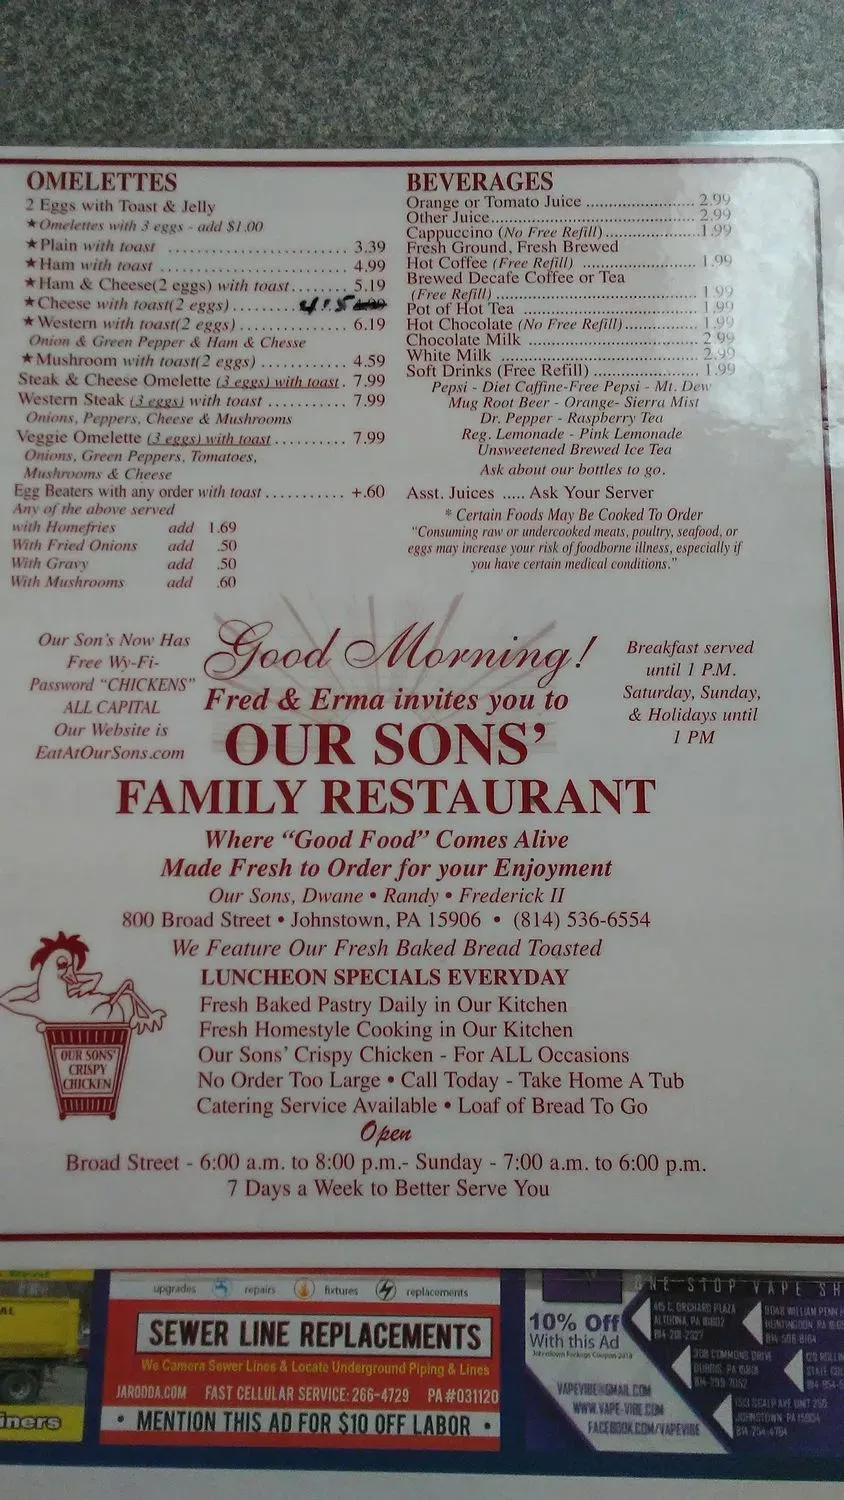 OMELETTES
2 Eggs with Toast & Jelly
★Omelettes with 3 eggs - add $1.00
★Plain with toast .................... 3.39
★Ham with toast ..................... 4.99
★Ham & Cheese(2 eggs) with toast........ 5.19
★Cheese with toast(2 eggs)......... 4.15
★Western with toast(2 eggs)............. 6.19
Onion & Green Pepper & Ham & Chesse
★Mushroom with toast(2 eggs) ............ 4.59
Steak & Cheese Omelette (3 eggs) with toast. 7.99
Western Steak (3 eggs) with toast ........... 7.99
Onions, Peppers, Cheese & Mushrooms
Veggie Omelette (3 eggs) with toast.......... 7.99
Onions, Green Peppers, Tomatoes,
Mushrooms & Cheese
Egg Beaters with any order with toast........... +.60
Any of the above served
with Homefries add 1.69
With Fried Onions add .50
With Gravy add .50
With Mushrooms add .60
BEVERAGES
Orange or Tomato Juice ........................ 2.99
Other Juice............................................. 2.99
Cappuccino (No Free Refill).....................1.99
Fresh Ground, Fresh Brewed
Hot Coffee (Free Refill) ......................... 1.99
Brewed Decafe Coffee or Tea
(Free Refill) ............................................ 1.99
Pot of Hot Tea ........................................ 1.99
Hot Chocolate (No Free Refill)................. 1.99
Chocolate Milk ....................................... 2.99
White Milk ............................................. 2.99
Soft Drinks (Free Refill) ....................... 1.99
Pepsi - Diet Caffine-Free Pepsi - Mt. Dew
Mug Root Beer - Orange- Sierra Mist
Dr. Pepper - Raspberry Tea
Reg. Lemonade - Pink Lemonade
Unsweetened Brewed Ice Tea
Ask about our bottles to go.
Asst. Juices ..... Ask Your Server
* Certain Foods May Be Cooked To Order
"Consuming raw or undercooked meats, poultry, seafood, or
eggs may increase your risk of foodborne illness, especially if
you have certain medical conditions."
Our Son's Now Has
Free Wy-Fi-
Password "CHICKENS"
ALL CAPITAL
Our Website is
EatAtOurSons.com
Good Morning!
Fred & Erma invites you to
OUR SONS'
FAMILY RESTAURANT
Breakfast served
until 1 P.M.
Saturday, Sunday,
& Holidays until
1 PM
Where "Good Food" Comes Alive
Made Fresh to Order for your Enjoyment
Our Sons, Dwane • Randy • Frederick II
800 Broad Street • Johnstown, PA 15906 • (814) 536-6554
We Feature Our Fresh Baked Bread Toasted
LUNCHEON SPECIALS EVERYDAY
Fresh Baked Pastry Daily in Our Kitchen
Fresh Homestyle Cooking in Our Kitchen
Our Sons' Crispy Chicken - For ALL Occasions
No Order Too Large • Call Today - Take Home A Tub
Catering Service Available • Loaf of Bread To Go
OUR SONS'
CRISPY
CHICKEN
Open
Broad Street - 6:00 a.m. to 8:00 p.m.- Sunday - 7:00 a.m. to 6:00 p.m.
7 Days a Week to Better Serve You
AL
iners
upgrades repairs fixtures replacements
SEWER LINE REPLACEMENTS
We Camera Sewer Lines & Locate Underground Piping & Lines
JARODDA.COM FAST CELLULAR SERVICE: 266-4729 PA#031120
• MENTION THIS AD FOR $10 OFF LABOR •
ONE STOP VAPE SH
10% Off
With this Ad
VAPEVIBE@GMAIL.COM
WWW.VAPE-VIBE.COM
FACEBOOK.COM/VAPEVIBE
ALTOONA, PA 16602
JOHNSTOWN PA 15904